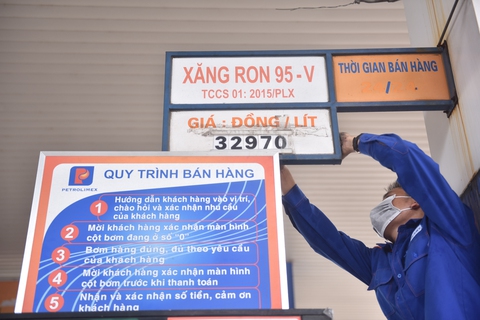 XĂNG RON 95 - V
TCCS 01: 2015/PLX
THỜI GIAN BÁN HÀNG
/
GIÁ : ĐỒNG / LÍT
32970
PETROLIMEX
QUY TRÌNH BÁN HÀNG
1 Hướng dẫn khách hàng vào vị trí,
chào hỏi và xác nhận nhu cầu
của khách hàng
2 Mời khách hàng xác nhận màn hình
cột bơm đang ở số "0"
3 Bơm hàng đúng, đủ theo yêu cầu
của khách hàng
4 Mời khách hàng xác nhận màn hình
cột bơm trước khi thanh toán
5 Nhận và xác nhận số tiền, cảm ơn
khách hàng